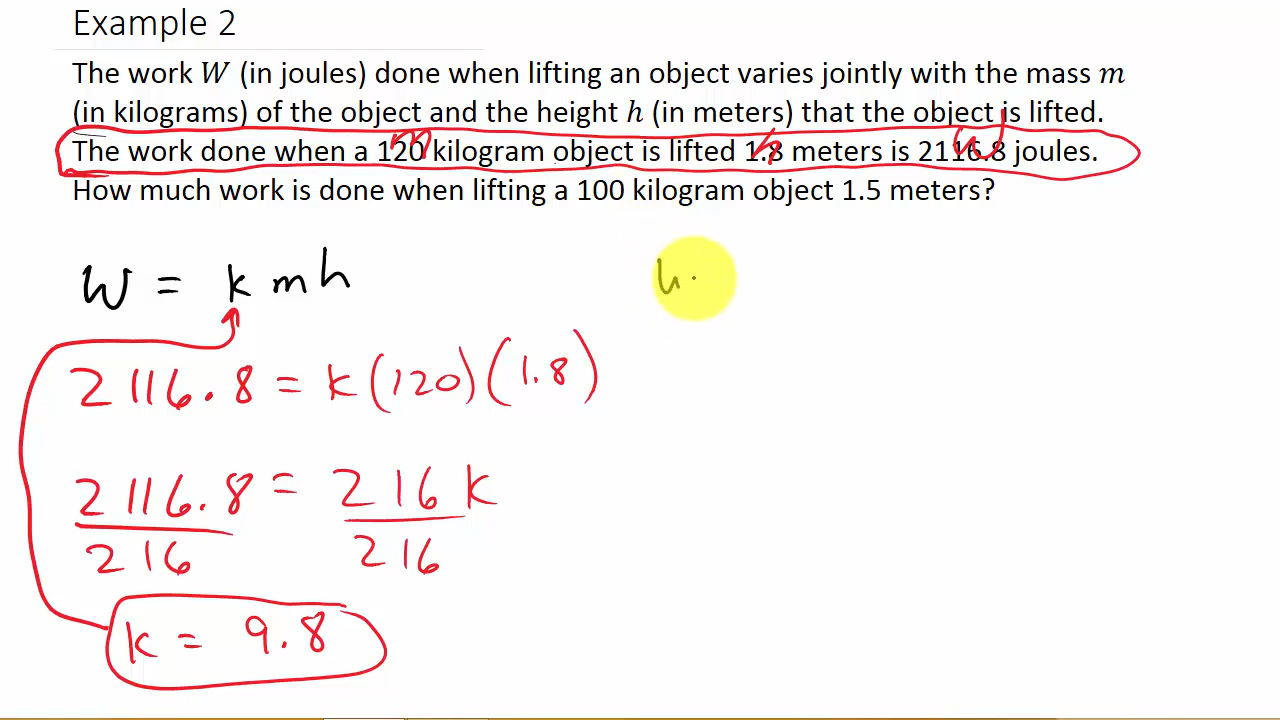 Example 2
The work W (in joules) done when lifting an object varies jointly with the mass m
(in kilograms) of the object and the height h (in meters) that the object is lifted.
m h W
The work done when a 120 kilogram object is lifted 1.8 meters is 2116.8 joules.
How much work is done when lifting a 100 kilogram object 1.5 meters?
W = k m h
2116.8 = k(120)(1.8)
2116.8 = 216 k
216 216
k = 9.8